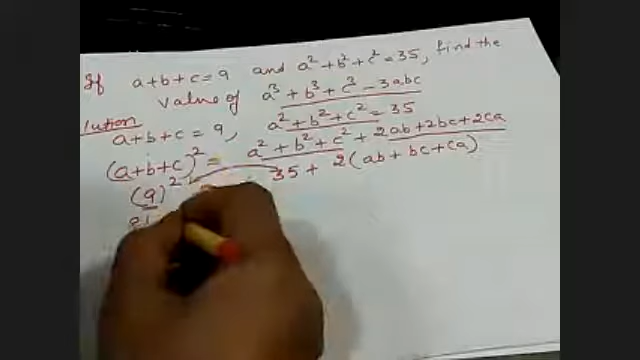 If a+b+c=9 and a²+b²+c²=35, find the
value of a³+b³+c³-3abc
lution a+b+c=9, a²+b²+c²=35
(a+b+c)² = a²+b²+c²+2ab+2bc+2ca
(9)² 35+ 2(ab+bc+ca)
81